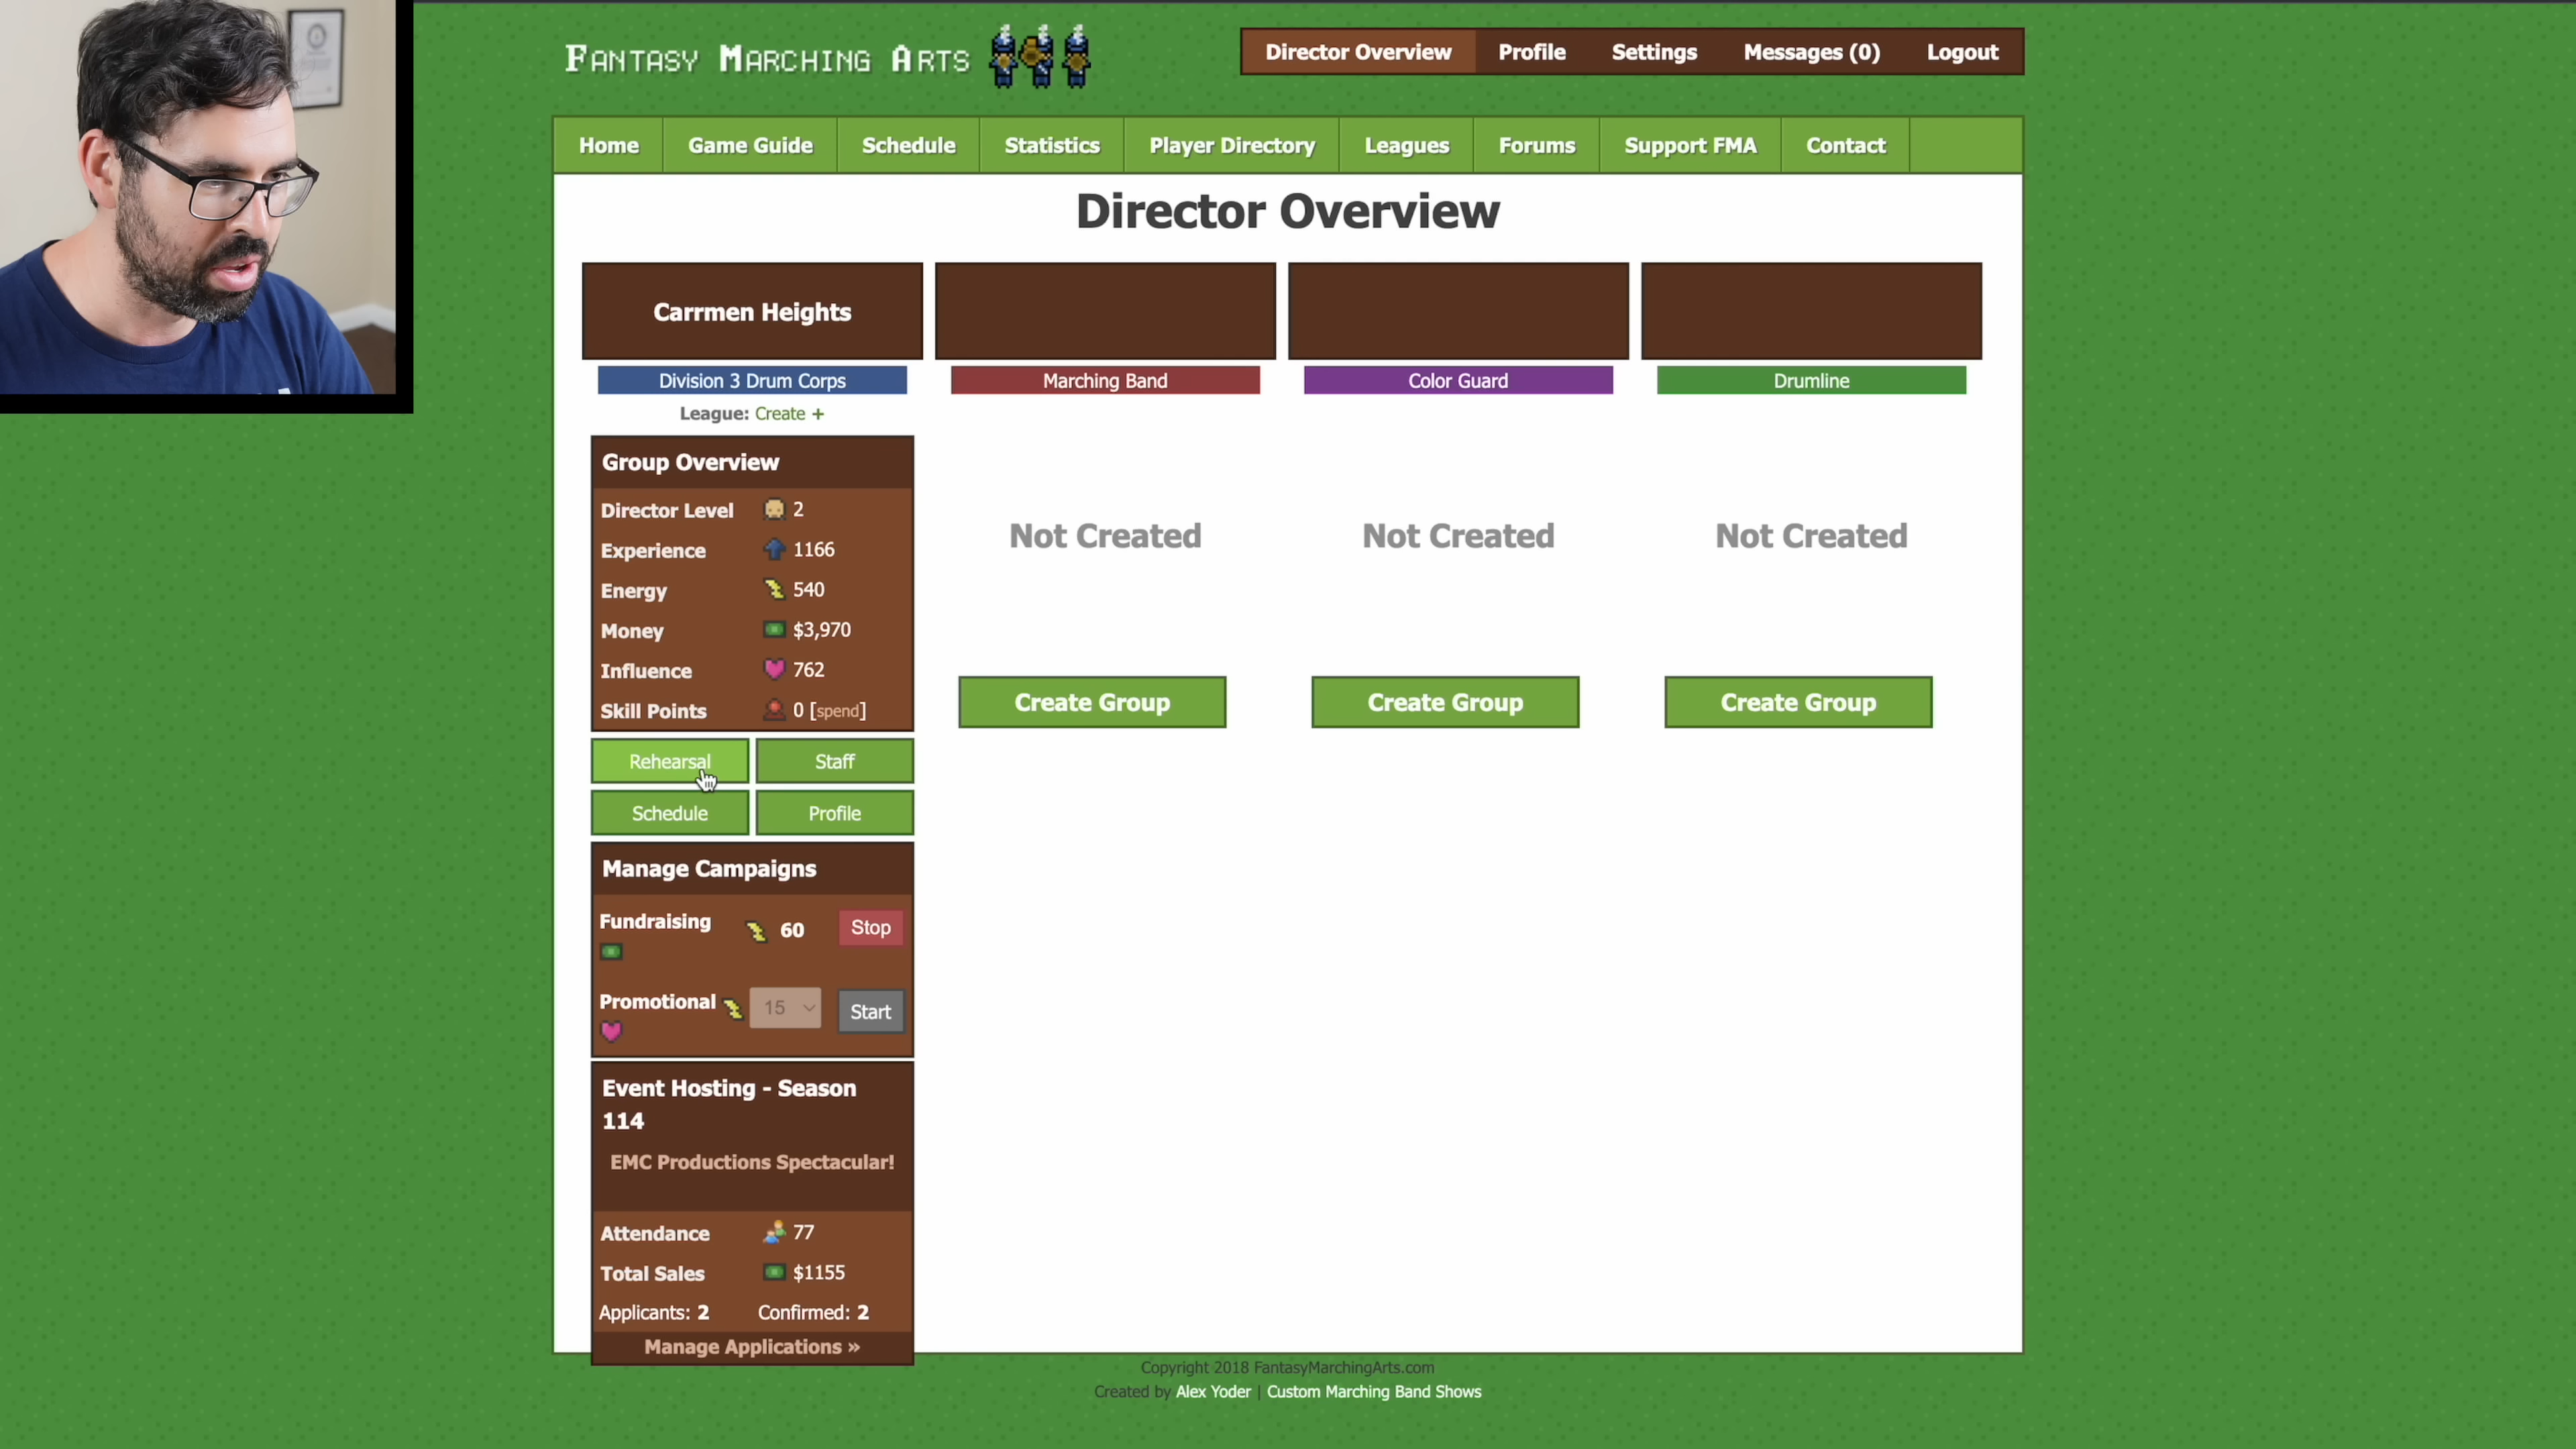 FANTASY MARCHING ARTS
Director Overview
Profile
Settings
Messages (0)
Logout
Home
Game Guide
Schedule
Statistics
Player Directory
Leagues
Forums
Support FMA
Contact
Director Overview
Carrmen Heights
Division 3 Drum Corps
Marching Band
Color Guard
Drumline
League: Create +
Group Overview
Director Level 2
Experience 1166
Energy 540
Money $3,970
Influence 762
Skill Points 0 [spend]
Not Created
Not Created
Not Created
Create Group
Create Group
Create Group
Rehearsal
Staff
Schedule
Profile
Manage Campaigns
Fundraising 60 Stop
Promotional 15 Start
Event Hosting - Season
114
EMC Productions Spectacular!
Attendance 77
Total Sales $1155
Applicants: 2 Confirmed: 2
Manage Applications »
Copyright 2018 FantasyMarchingArts.com
Created by Alex Yoder | Custom Marching Band Shows